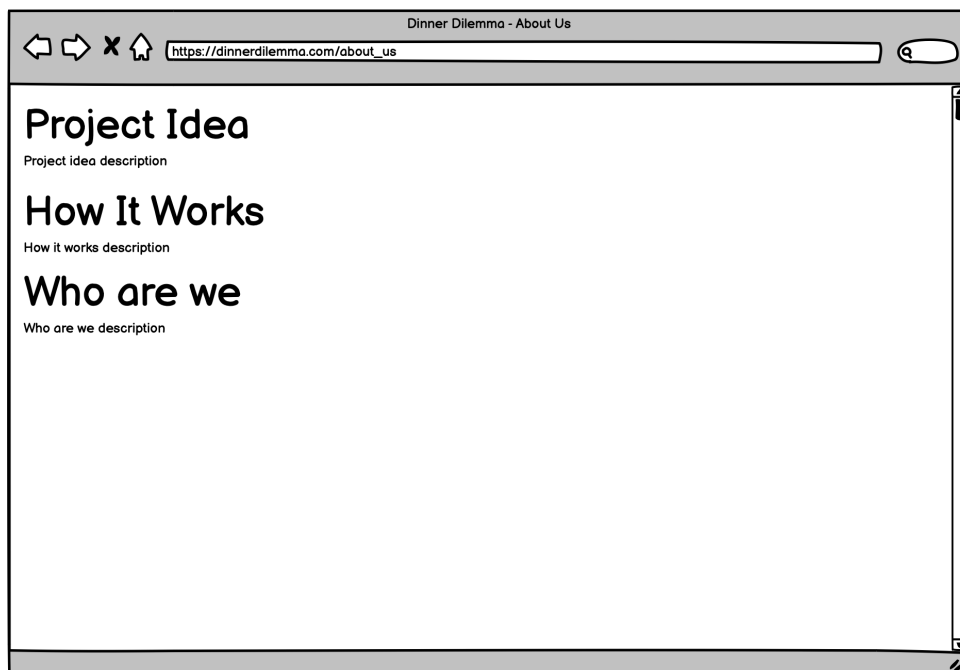 Dinner Dilemma - About Us
https://dinnerdilemma.com/about_us
Project Idea
Project idea description
How It Works
How it works description
Who are we
Who are we description